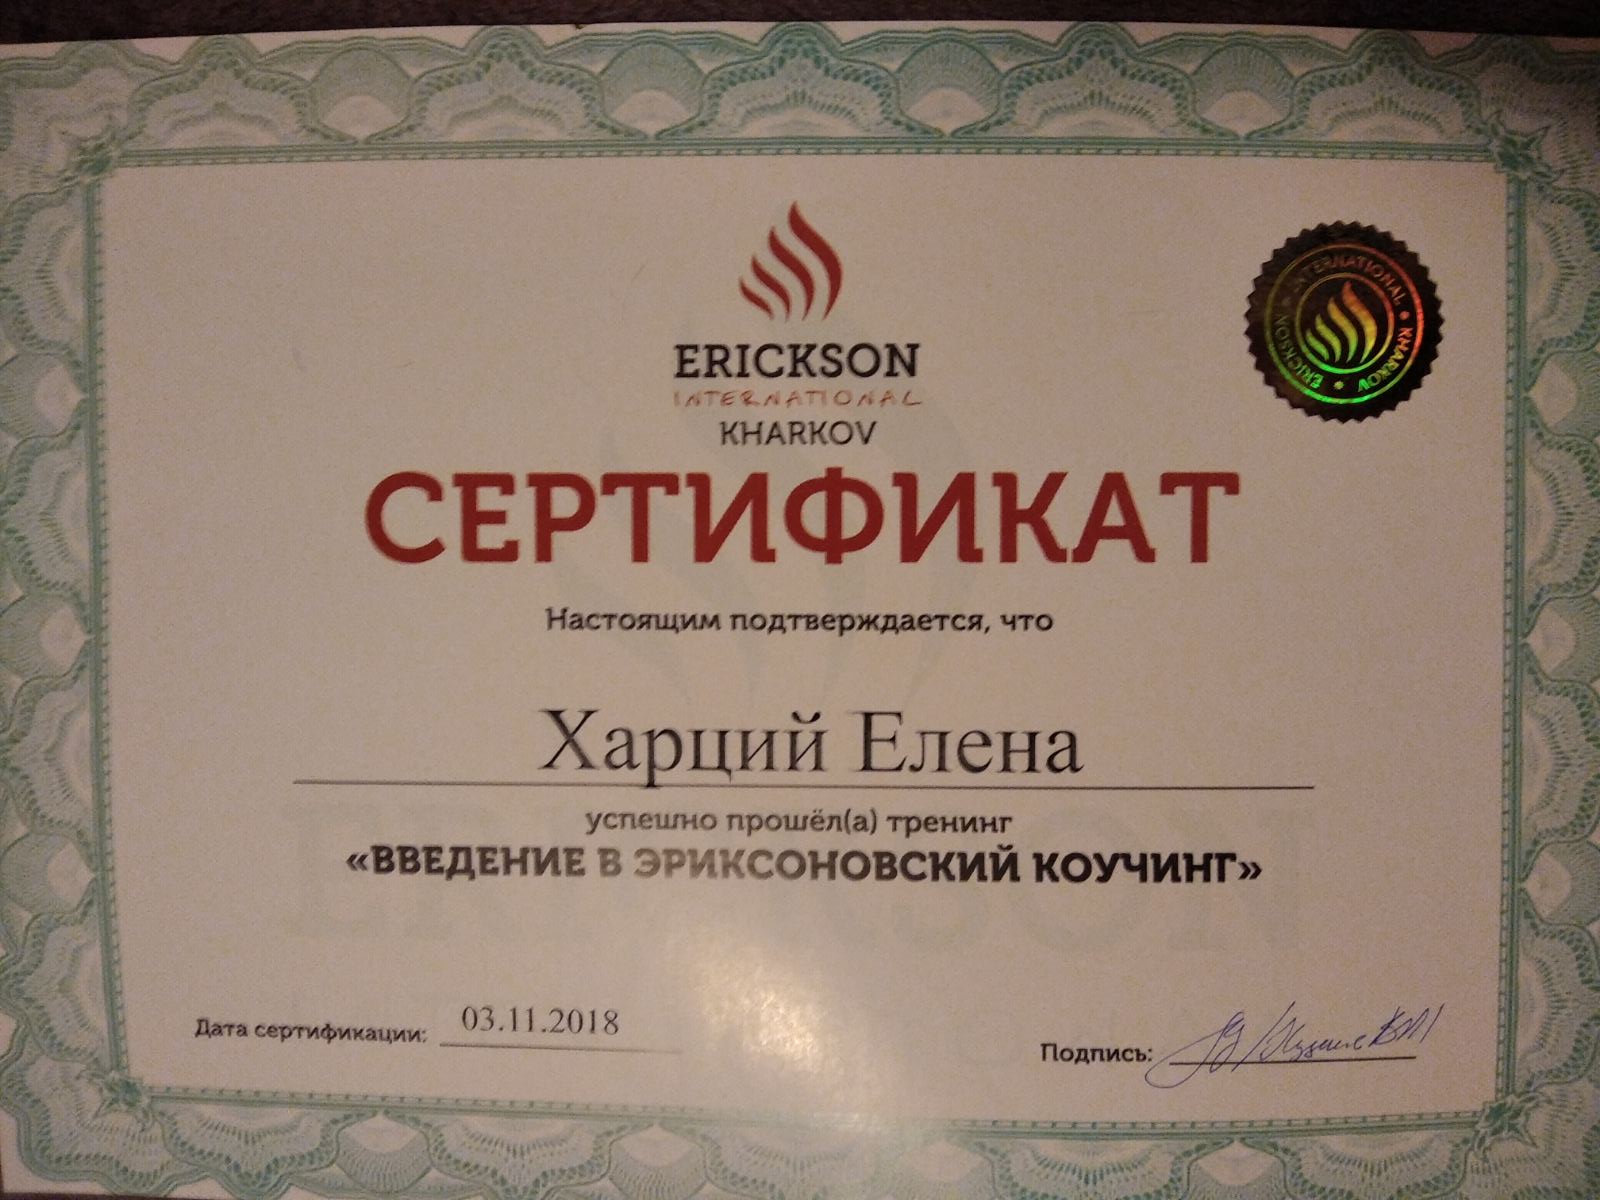 ERICKSON
INTERNATIONAL
KHARKOV
INTERNATIONAL * KHARKOV * ERICKSON *
СЕРТИФИКАТ
Настоящим подтверждается, что
Харций Елена
успешно прошёл(а) тренинг
«ВВЕДЕНИЕ В ЭРИКСОНОВСКИЙ КОУЧИНГ»
Дата сертификации: 03.11.2018
Подпись: